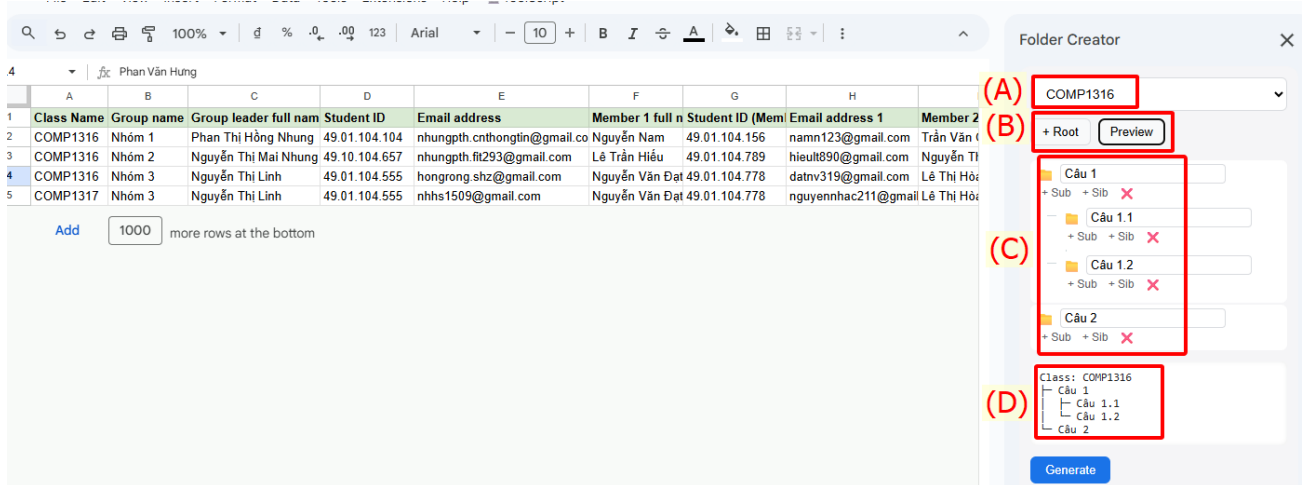 Folder Creator
100% đ % .0 .00 123 Arial 10 B I A
Phan Văn Hưng
A B C D E F G H
Class Name Group name Group leader full nam Student ID Email address Member 1 full n Student ID (Mem Email address 1 Member 2
2 COMP1316 Nhóm 1 Phan Thị Hồng Nhung 49.01.104.104 nhungpth.cnthongtin@gmail.co Nguyễn Nam 49.01.104.156 namn123@gmail.com Trần Văn
3 COMP1316 Nhóm 2 Nguyễn Thị Mai Nhung 49.10.104.657 nhungpth.fit293@gmail.com Lê Trần Hiếu 49.01.104.789 hieult890@gmail.com Nguyễn Th
4 COMP1316 Nhóm 3 Nguyễn Thị Linh 49.01.104.555 hongrong.shz@gmail.com Nguyễn Văn Đạt 49.01.104.778 datnv319@gmail.com Lê Thị Hòa
5 COMP1317 Nhóm 3 Nguyễn Thị Linh 49.01.104.555 nhhs1509@gmail.com Nguyễn Văn Đạt 49.01.104.778 nguyennhac211@gmail Lê Thị Hòa
Add 1000 more rows at the bottom
(A) COMP1316
(B) + Root Preview
(C)
Câu 1
+ Sub + Sib
Câu 1.1
+ Sub + Sib
Câu 1.2
+ Sub + Sib
Câu 2
+ Sub + Sib
(D)
Class: COMP1316
├─ Câu 1
│ ├─ Câu 1.1
│ └─ Câu 1.2
└─ Câu 2
Generate